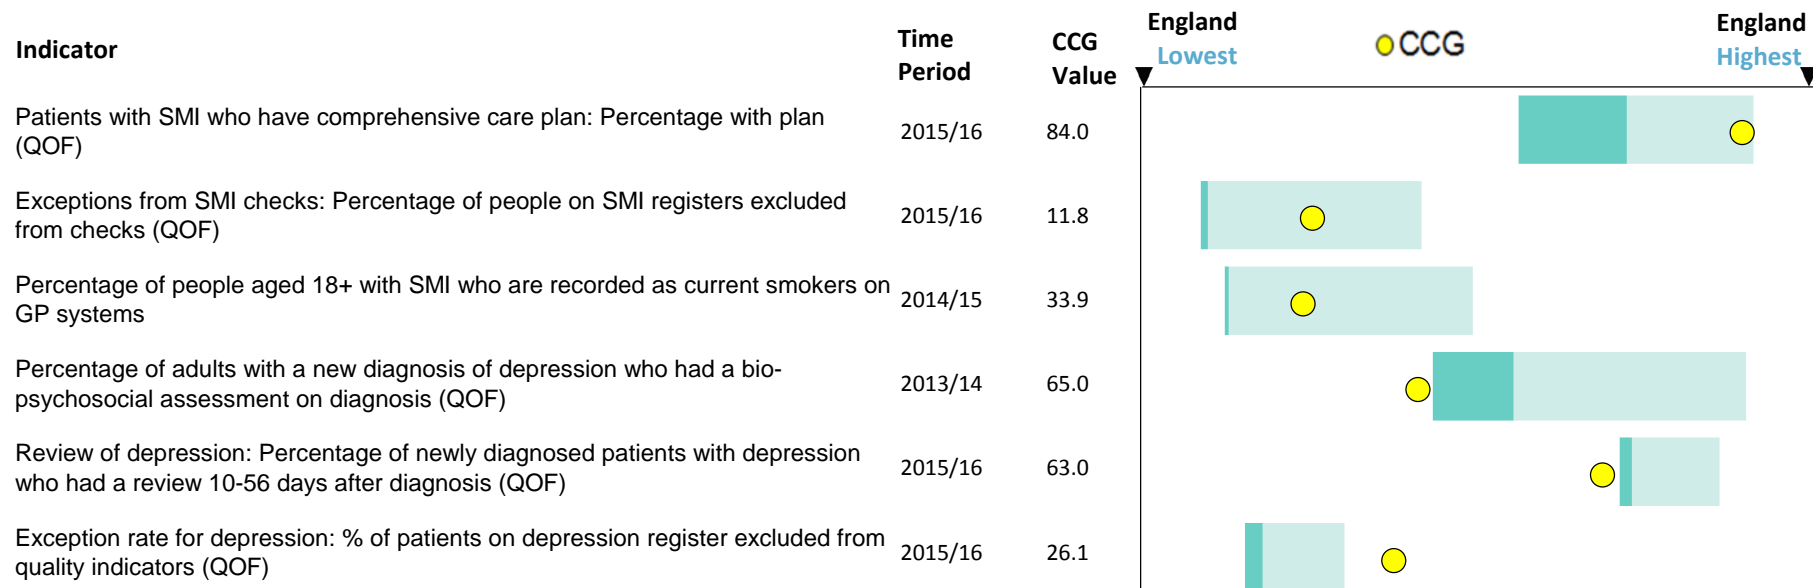 Indicator
Time
Period
CCG
Value
England
Lowest
CCG
England
Highest
Patients with SMI who have comprehensive care plan: Percentage with plan
(QOF)
2015/16
84.0
Exceptions from SMI checks: Percentage of people on SMI registers excluded
from checks (QOF)
2015/16
11.8
Percentage of people aged 18+ with SMI who are recorded as current smokers on
GP systems
2014/15
33.9
Percentage of adults with a new diagnosis of depression who had a bio-
psychosocial assessment on diagnosis (QOF)
2013/14
65.0
Review of depression: Percentage of newly diagnosed patients with depression
who had a review 10-56 days after diagnosis (QOF)
2015/16
63.0
Exception rate for depression: % of patients on depression register excluded from
quality indicators (QOF)
2015/16
26.1